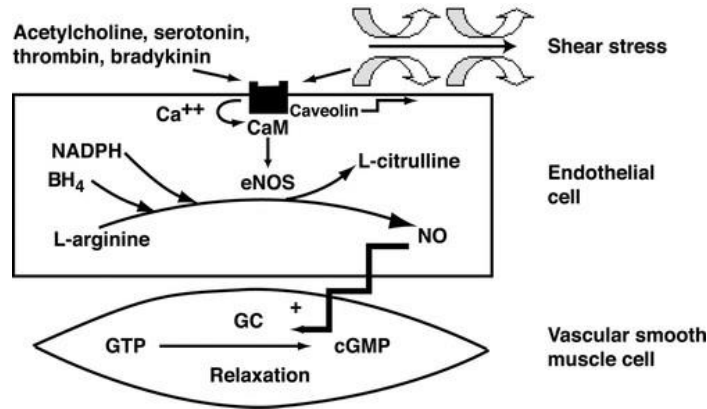 Acetylcholine, serotonin,
thrombin, bradykinin
Shear stress
Ca++
Caveolin
CaM
NADPH
BH4
eNOS
L-citrulline
Endothelial
cell
L-arginine
NO
+
GC
GTP
cGMP
Relaxation
Vascular smooth
muscle cell